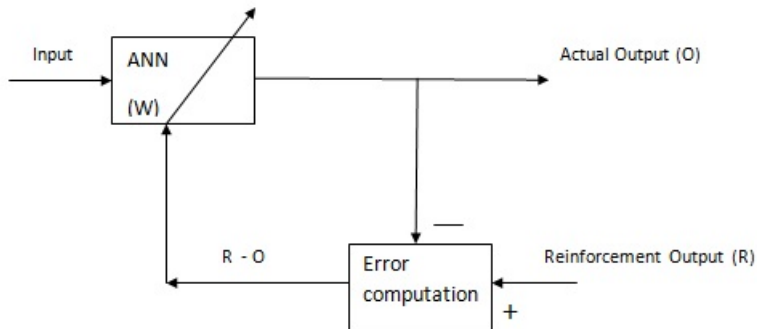 Input
ANN
(W)
Actual Output (O)
—
R - O
Error
computation
Reinforcement Output (R)
+